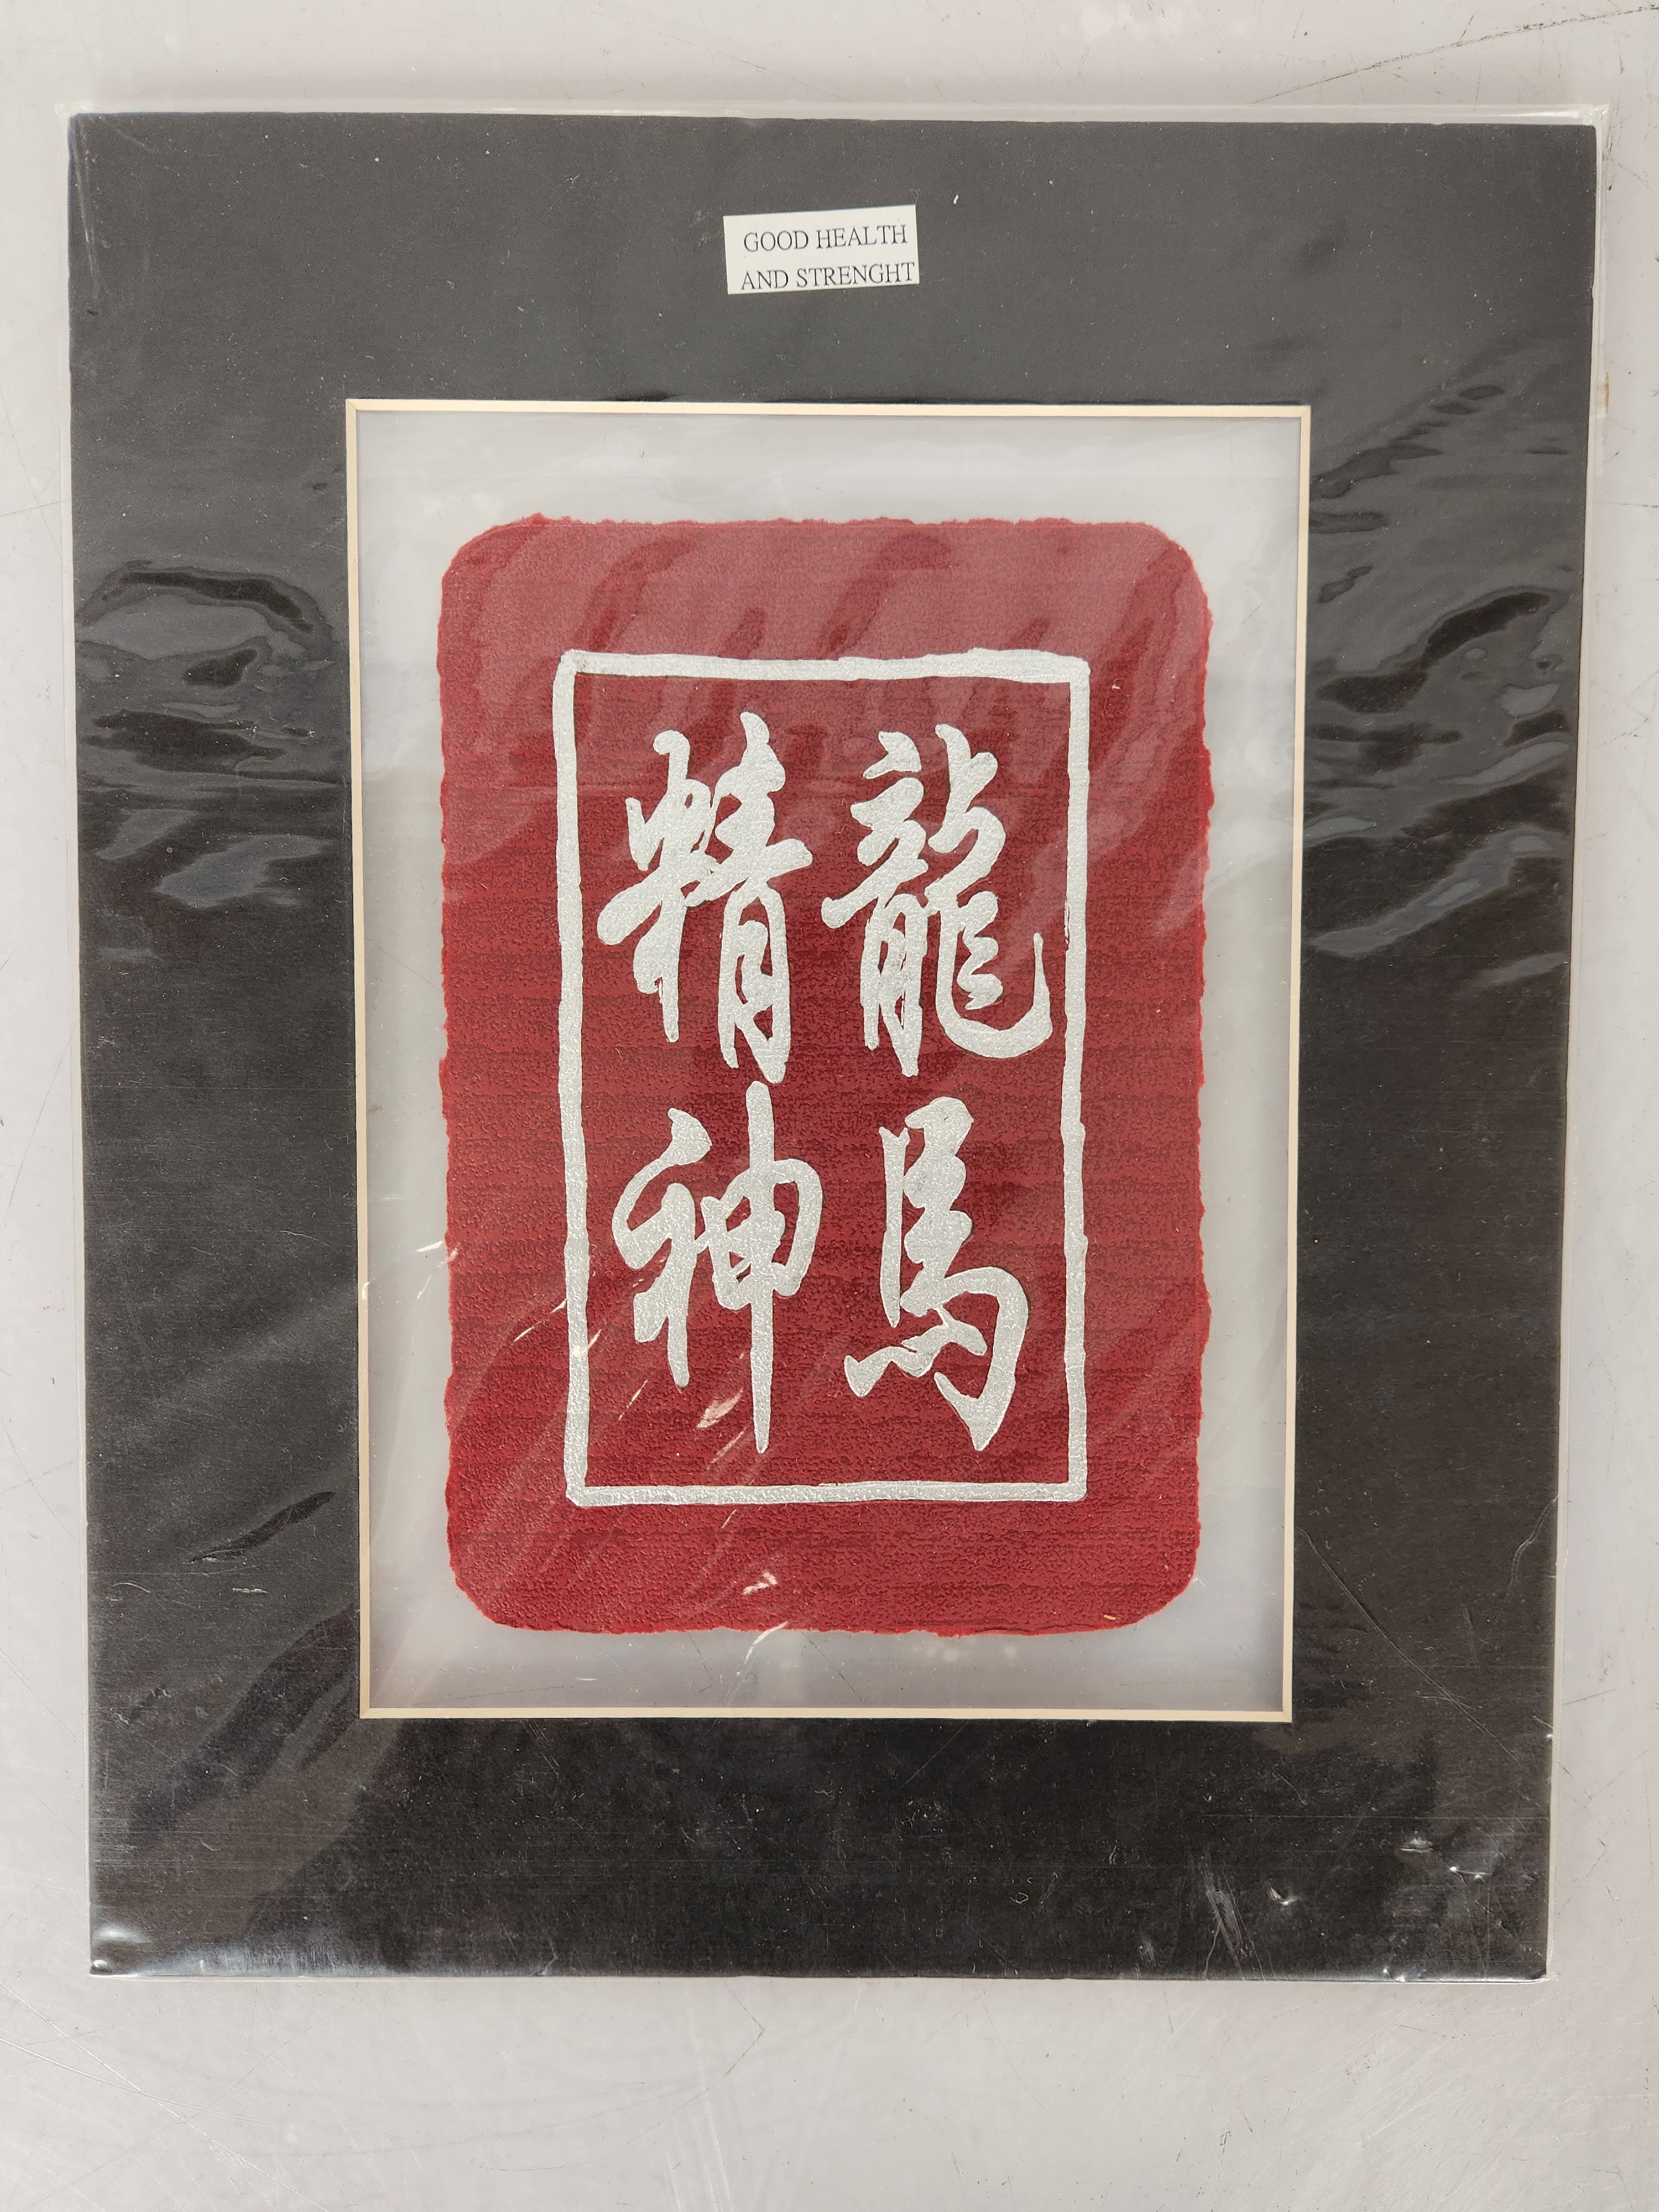 GOOD HEALTH
AND STRENGHT
龍馬
精神